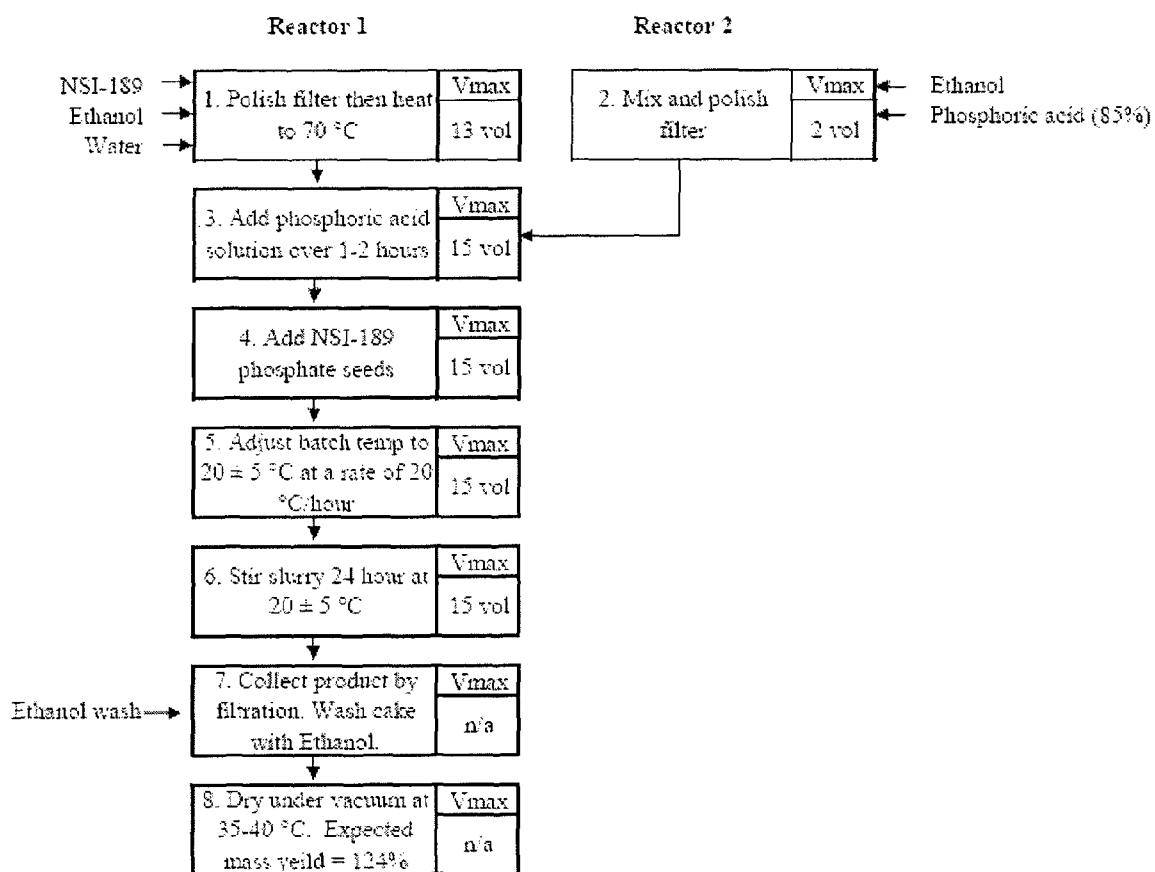 Reactor 1
Reactor 2
NSI-189
Ethanol
Water
1. Polish filter then heat
to 70 °C
Vmax
13 vol
2. Mix and polish
filter
Vmax
2 vol
Ethanol
Phosphoric acid (85%)
3. Add phosphoric acid
solution over 1-2 hours
Vmax
15 vol
4. Add NSI-189
phosphate seeds
Vmax
15 vol
5. Adjust batch temp to
20 ± 5 °C at a rate of 20
°C/hour
Vmax
15 vol
6. Stir slurry 24 hour at
20 ± 5 °C
Vmax
15 vol
Ethanol wash
7. Collect product by
filtration. Wash cake
with Ethanol.
Vmax
n/a
8. Dry under vacuum at
35-40 °C. Expected
mass yeild = 124%
Vmax
n/a